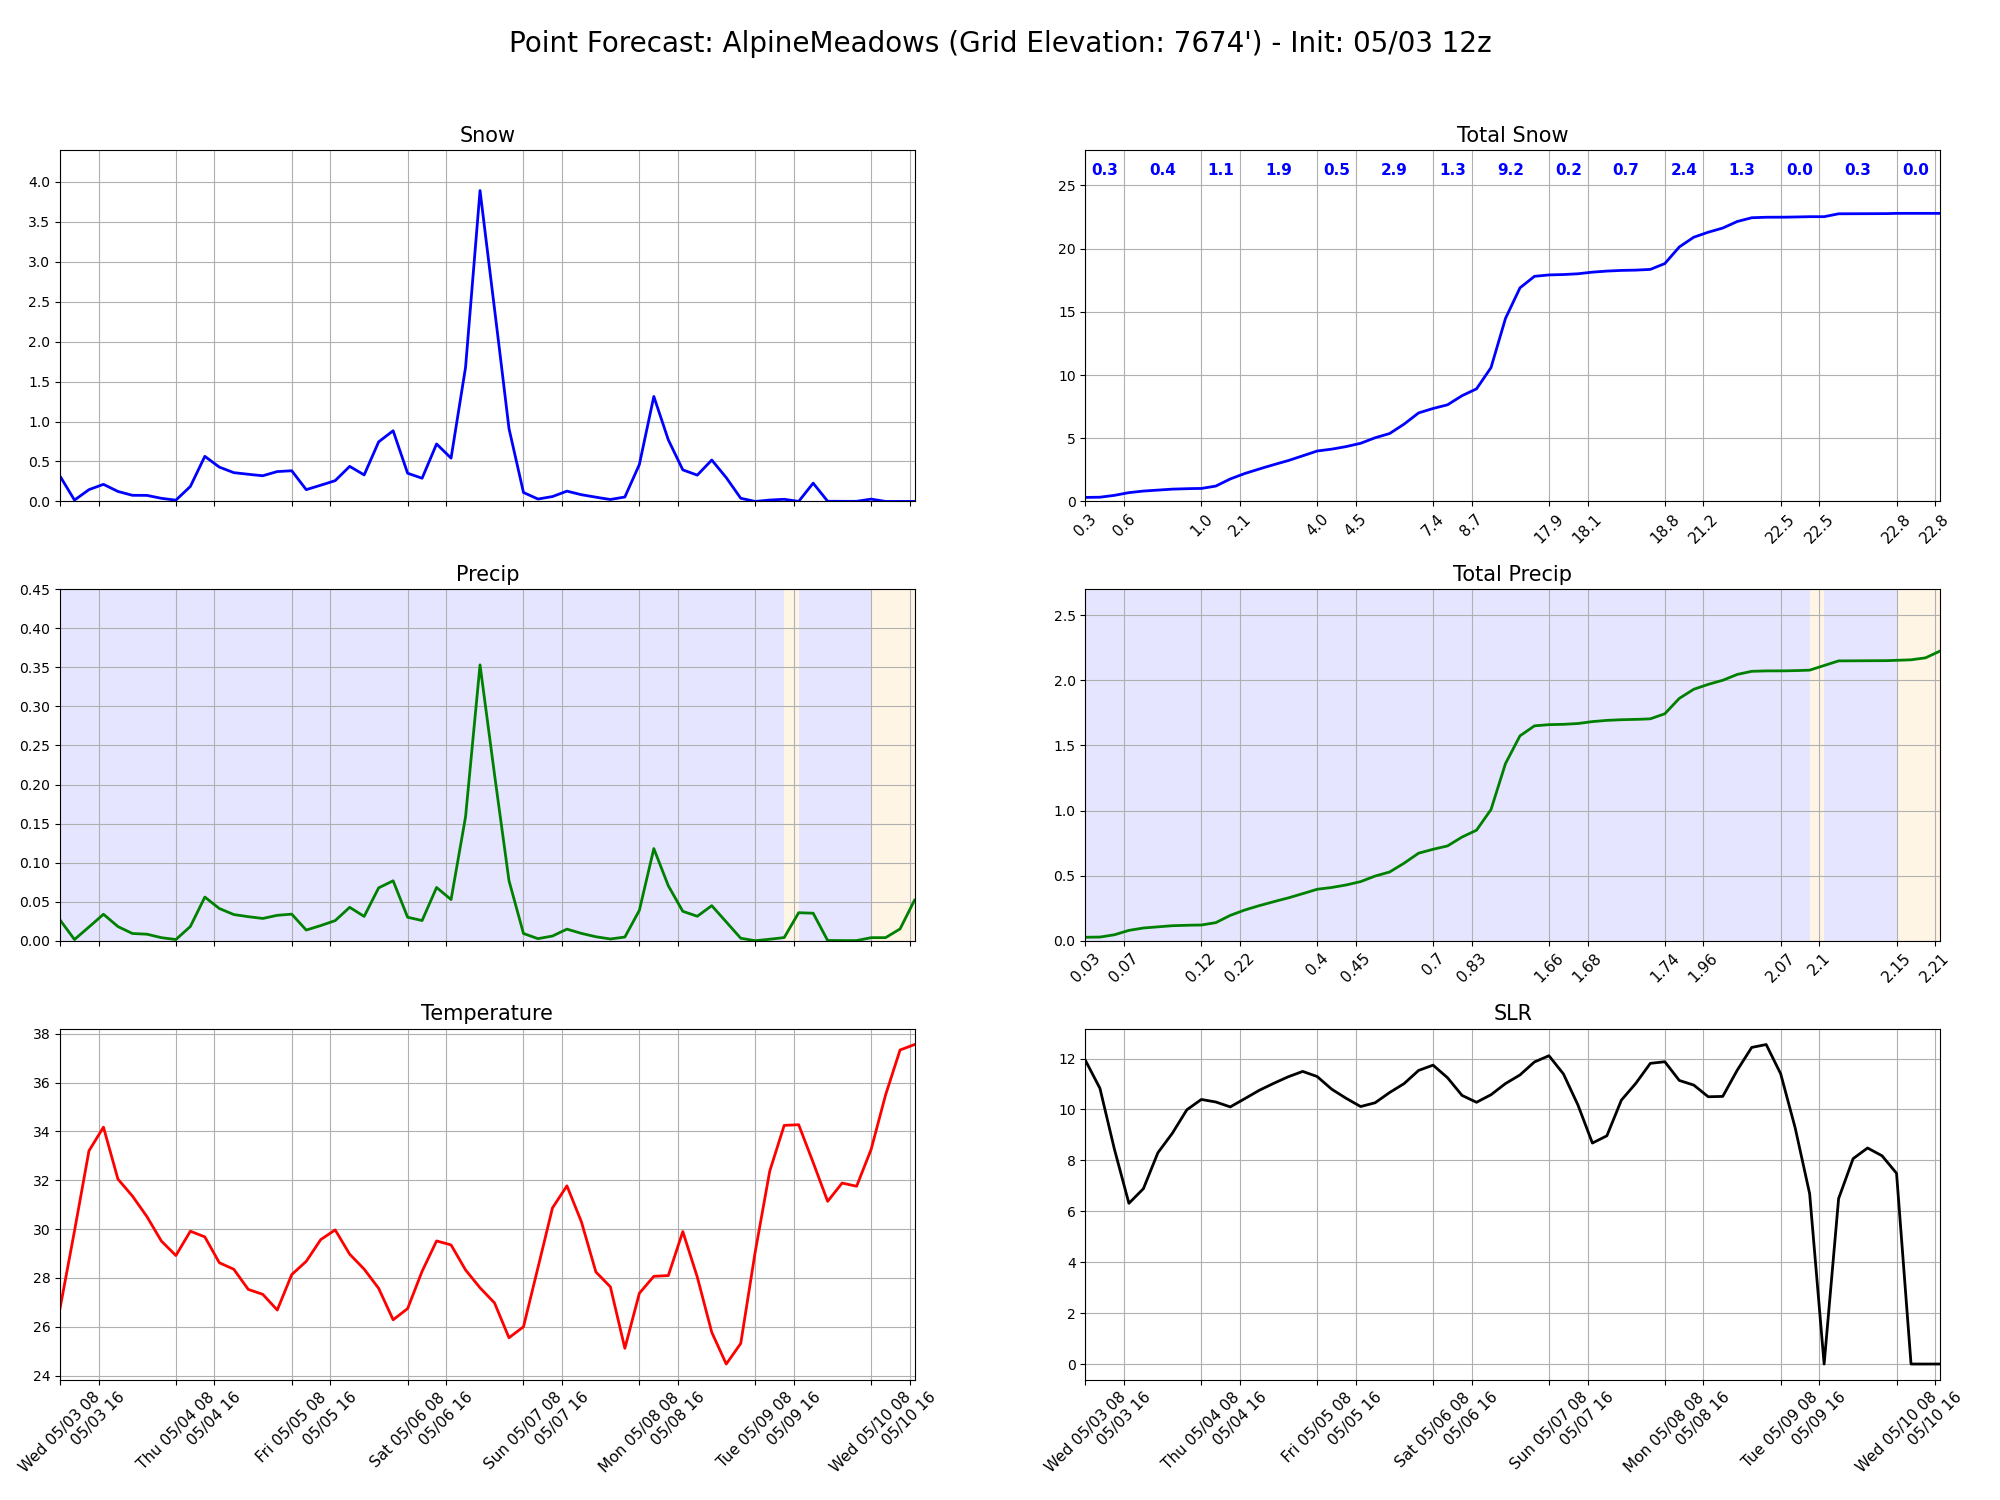 Point Forecast: AlpineMeadows (Grid Elevation: 7674') - Init: 05/03 12z
Snow
4.0
3.5
3.0
2.5
2.0
1.5
1.0
0.5
0.0
Total Snow
0.3 0.4 1.1 1.9 0.5 2.9 1.3 9.2 0.2 0.7 2.4 1.3 0.0 0.3 0.0
25
20
15
10
5
0
0.3 0.6 1.0 2.1 4.0 4.5 7.4 8.7 17.9 18.1 18.8 21.2 22.5 22.5 22.8 22.8
Precip
0.45
0.40
0.35
0.30
0.25
0.20
0.15
0.10
0.05
0.00
Total Precip
2.5
2.0
1.5
1.0
0.5
0.0
0.03 0.07 0.12 0.22 0.4 0.45 0.7 0.83 1.66 1.68 1.74 1.96 2.07 2.1 2.15 2.21
Temperature
38
36
34
32
30
28
26
24
Wed 05/03 08
05/03 16
Thu 05/04 08
05/04 16
Fri 05/05 08
05/05 16
Sat 05/06 08
05/06 16
Sun 05/07 08
05/07 16
Mon 05/08 08
05/08 16
Tue 05/09 08
05/09 16
Wed 05/10 08
05/10 16
SLR
12
10
8
6
4
2
0
Wed 05/03 08
05/03 16
Thu 05/04 08
05/04 16
Fri 05/05 08
05/05 16
Sat 05/06 08
05/06 16
Sun 05/07 08
05/07 16
Mon 05/08 08
05/08 16
Tue 05/09 08
05/09 16
Wed 05/10 08
05/10 16